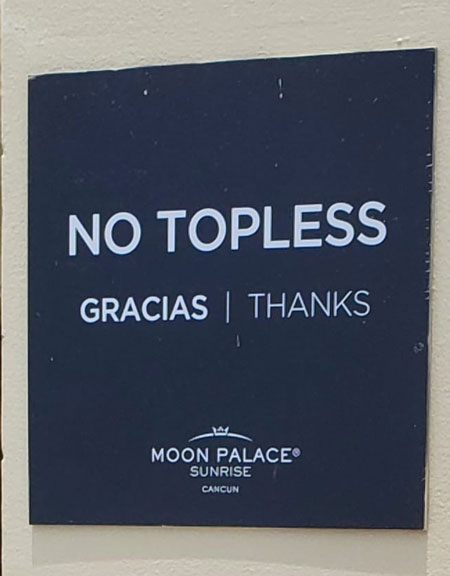 NO TOPLESS
GRACIAS | THANKS
MOON PALACE®
SUNRISE
CANCUN